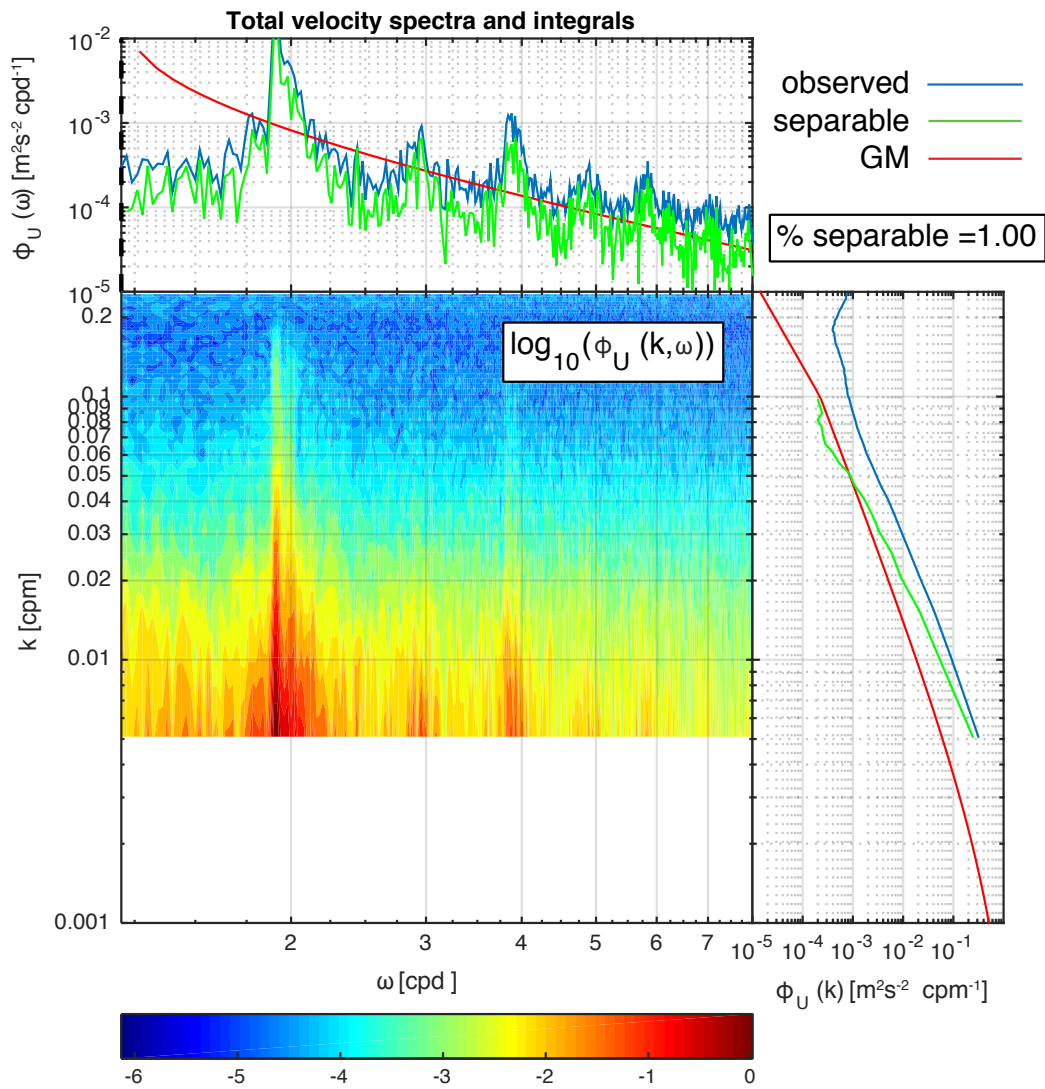 Total velocity spectra and integrals
10⁻²
10⁻³
10⁻⁴
10⁻⁵
ϕ_U (ω) [m²s⁻² cpd⁻¹]
observed
separable
GM
% separable =1.00
log₁₀(ϕ_U (k,ω))
0.2
0.1
0.09
0.08
0.07
0.06
0.05
0.04
0.03
0.02
0.01
0.001
k [cpm]
2 3 4 5 6 7
ω [cpd ]
10⁻⁵ 10⁻⁴ 10⁻³ 10⁻² 10⁻¹
ϕ_U (k) [m²s⁻² cpm⁻¹]
-6 -5 -4 -3 -2 -1 0